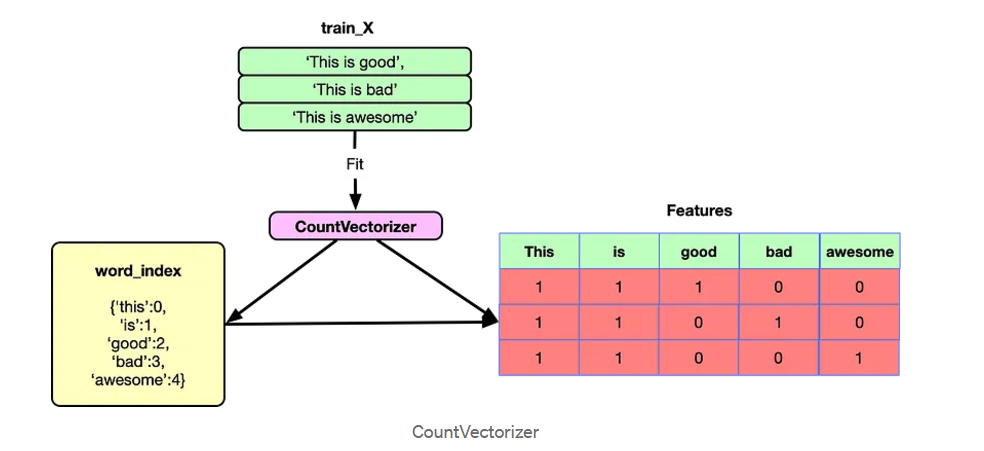 train_X
‘This is good’,
‘This is bad’
‘This is awesome’
Fit
CountVectorizer
word_index
{'this':0,
'is':1,
‘good’:2,
‘bad’:3,
‘awesome’:4}
Features
This is good bad awesome
1 1 1 0 0
1 1 0 1 0
1 1 0 0 1
CountVectorizer